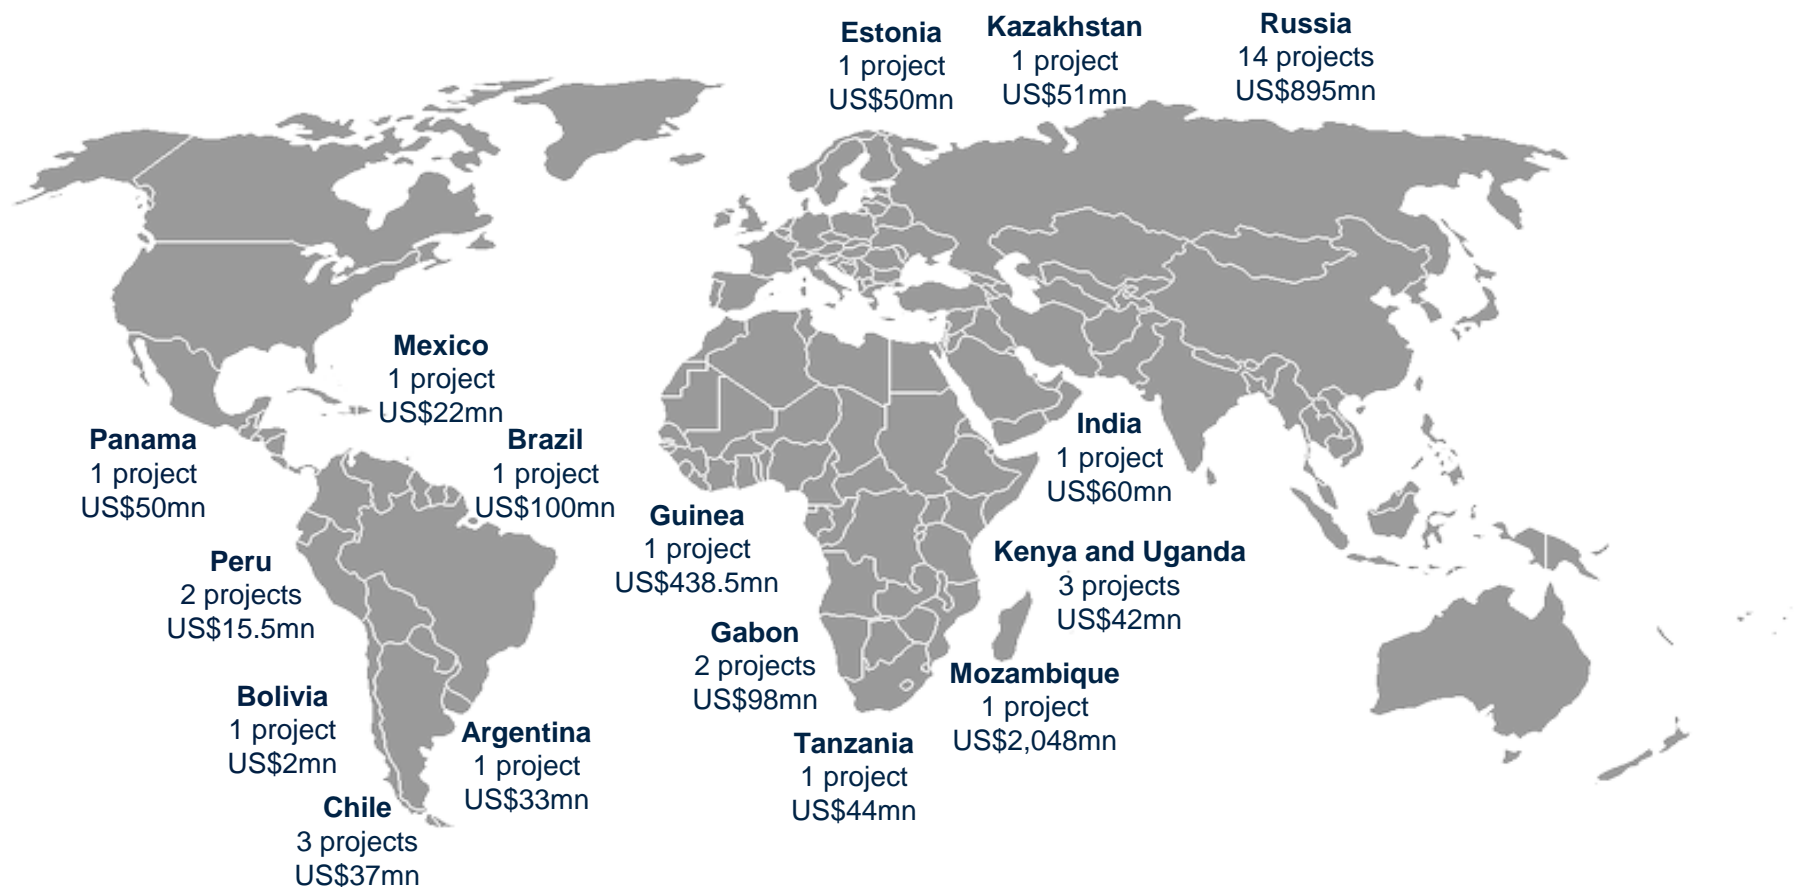 Estonia
1 project
US$50mn
Kazakhstan
1 project
US$51mn
Russia
14 projects
US$895mn
Mexico
1 project
US$22mn
Panama
1 project
US$50mn
Brazil
1 project
US$100mn
India
1 project
US$60mn
Guinea
1 project
US$438.5mn
Peru
2 projects
US$15.5mn
Kenya and Uganda
3 projects
US$42mn
Gabon
2 projects
US$98mn
Mozambique
1 project
US$2,048mn
Bolivia
1 project
US$2mn
Argentina
1 project
US$33mn
Tanzania
1 project
US$44mn
Chile
3 projects
US$37mn